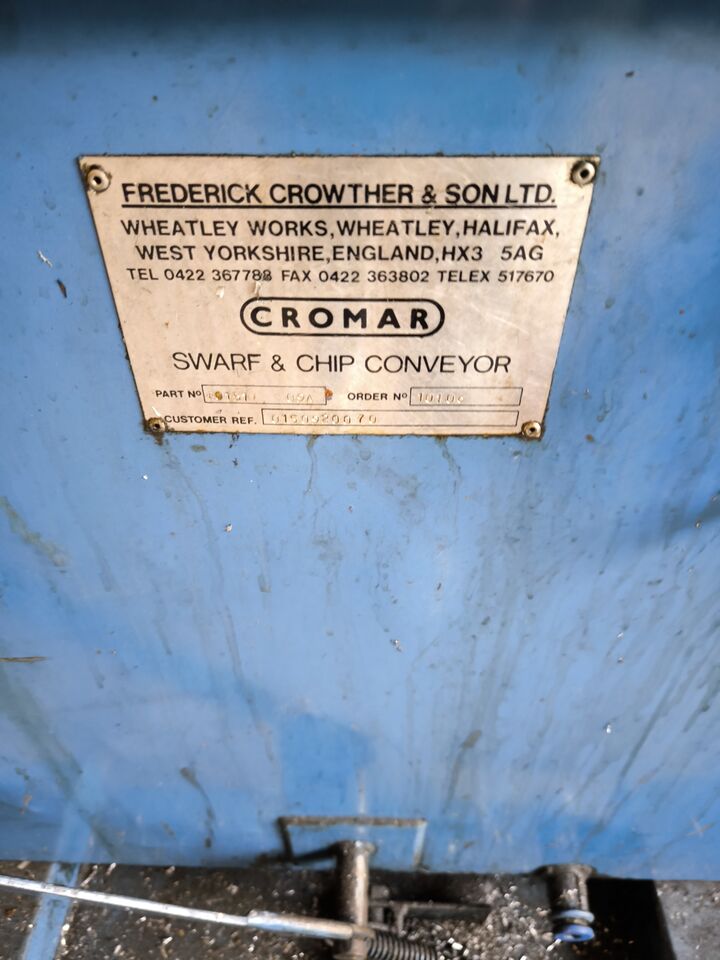 FREDERICK CROWTHER & SON LTD.
WHEATLEY WORKS, WHEATLEY, HALIFAX,
WEST YORKSHIRE, ENGLAND, HX3 5AG
TEL 0422 367788 FAX 0422 363802 TELEX 517670
CROMAR
SWARF & CHIP CONVEYOR
PART Nº ORDER Nº
CUSTOMER REF. 0150920070